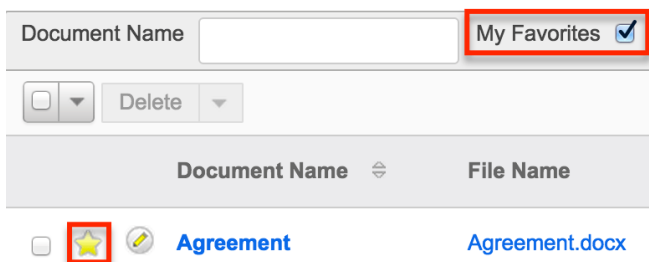 Document Name My Favorites
Delete
Document Name File Name
Agreement Agreement.docx